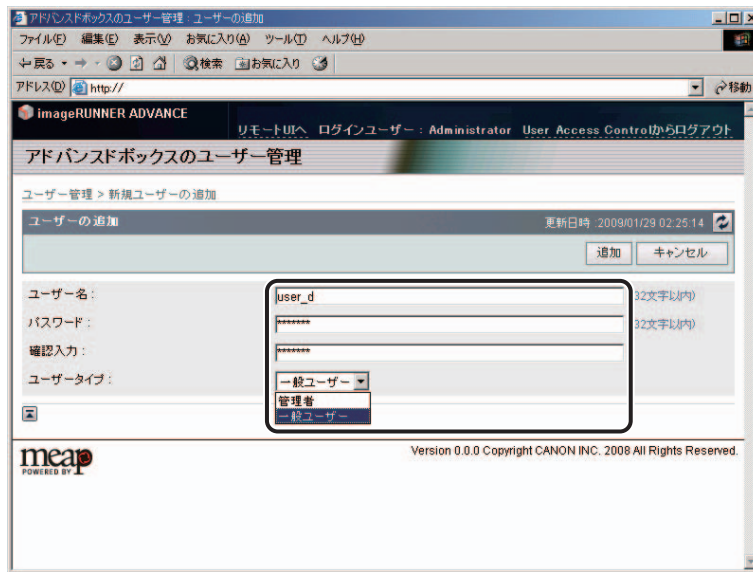 アドバンスドボックスのユーザー管理 : ユーザーの追加
ファイル(F) 編集(E) 表示(V) お気に入り(A) ツール(T) ヘルプ(H)
戻る 検索 お気に入り
アドレス(D) http:// 移動
imageRUNNER ADVANCE
リモートUIへ ログインユーザー : Administrator User Access Controlからログアウト
アドバンスドボックスのユーザー管理
ユーザー管理 > 新規ユーザーの追加
ユーザーの追加 更新日時 :2009/01/29 02:25:14
追加 キャンセル
ユーザー名 : user_d 32文字以内)
パスワード : ******* 32文字以内)
確認入力 : *******
ユーザータイプ : 一般ユーザー
管理者
一般ユーザー
meap
POWERED BY
Version 0.0.0 Copyright CANON INC. 2008 All Rights Reserved.